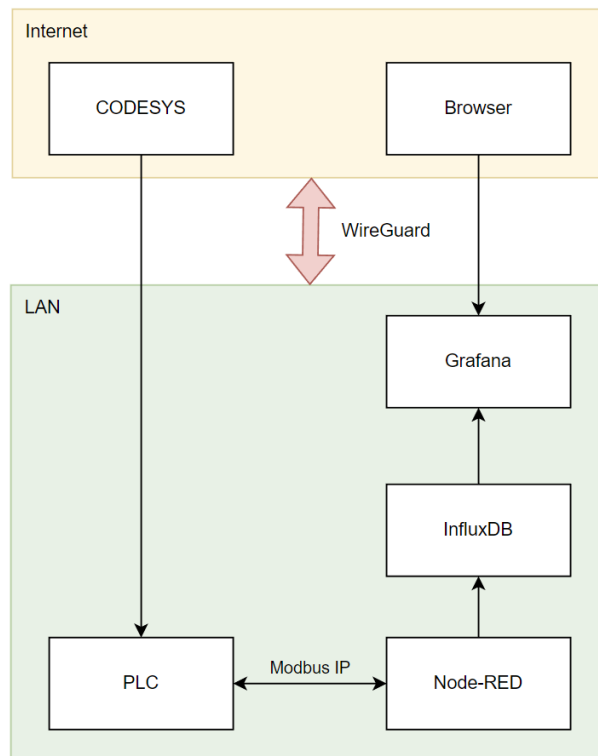 Internet
CODESYS
Browser
WireGuard
LAN
Grafana
InfluxDB
PLC
Modbus IP
Node-RED